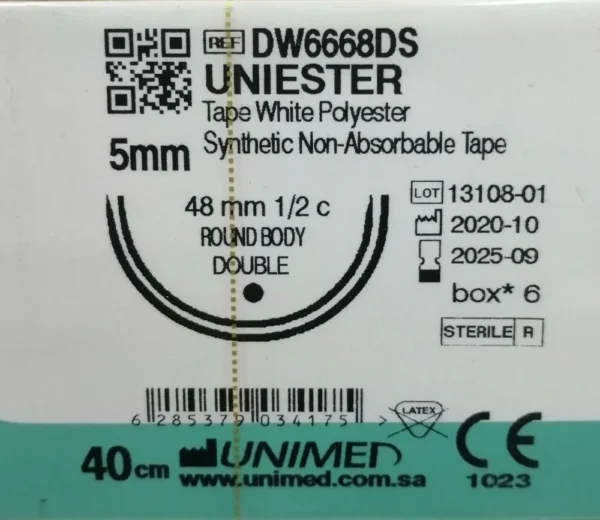 REF DW6668DS
UNIESTER
Tape White Polyester
Synthetic Non-Absorbable Tape
5mm
48 mm 1/2 c
ROUND BODY
DOUBLE
LOT 13108-01
2020-10
2025-09
box* 6
STERILE R
6 285379 034175 >
LATEX
40cm UNIMED
www.unimed.com.sa
CE
1023